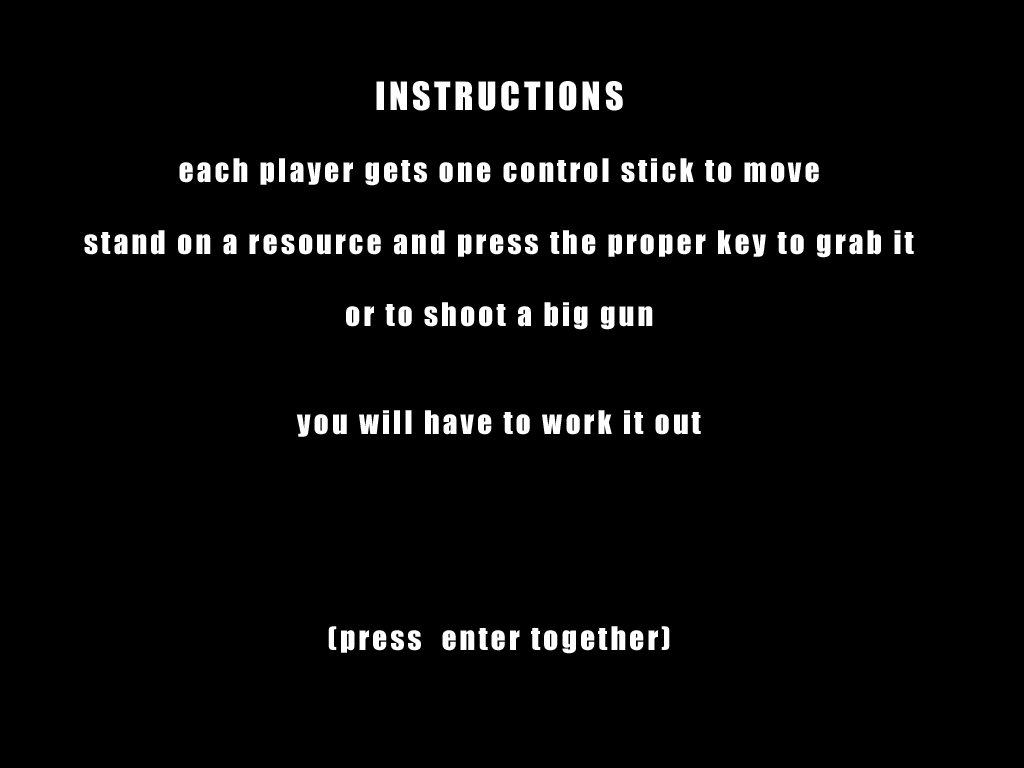 INSTRUCTIONS
each player gets one control stick to move
stand on a resource and press the proper key to grab it
or to shoot a big gun
you will have to work it out
(press  enter together)